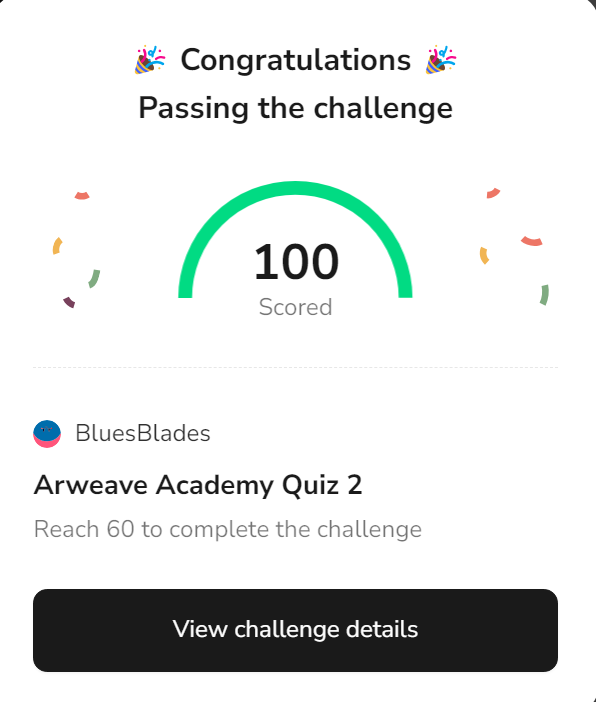 Congratulations
Passing the challenge
100
Scored
BluesBlades
Arweave Academy Quiz 2
Reach 60 to complete the challenge
View challenge details